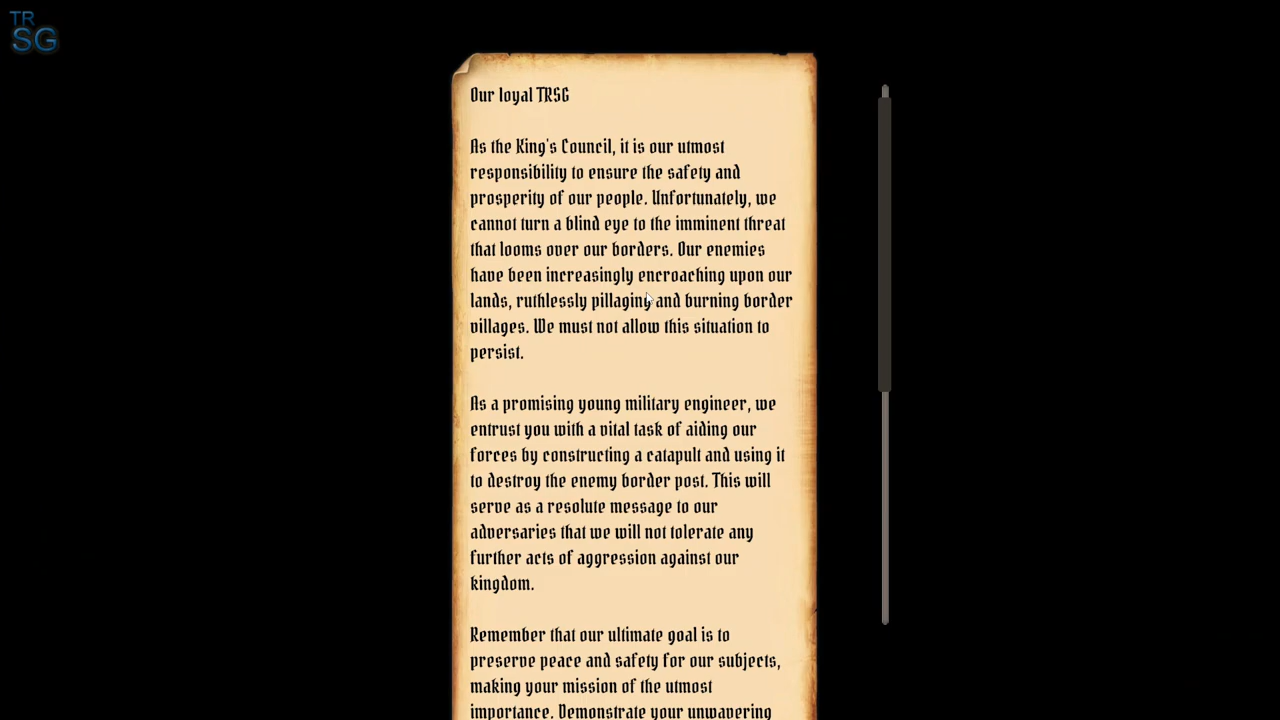 TR
SG
Our loyal TRSG
As the King's Council, it is our utmost
responsibility to ensure the safety and
prosperity of our people. Unfortunately, we
cannot turn a blind eye to the imminent threat
that looms over our borders. Our enemies
have been increasingly encroaching upon our
lands, ruthlessly pillaging and burning border
villages. We must not allow this situation to
persist.
As a promising young military engineer, we
entrust you with a vital task of aiding our
forces by constructing a catapult and using it
to destroy the enemy border post. This will
serve as a resolute message to our
adversaries that we will not tolerate any
further acts of aggression against our
kingdom.
Remember that our ultimate goal is to
preserve peace and safety for our subjects,
making your mission of the utmost
importance. Demonstrate your unwavering